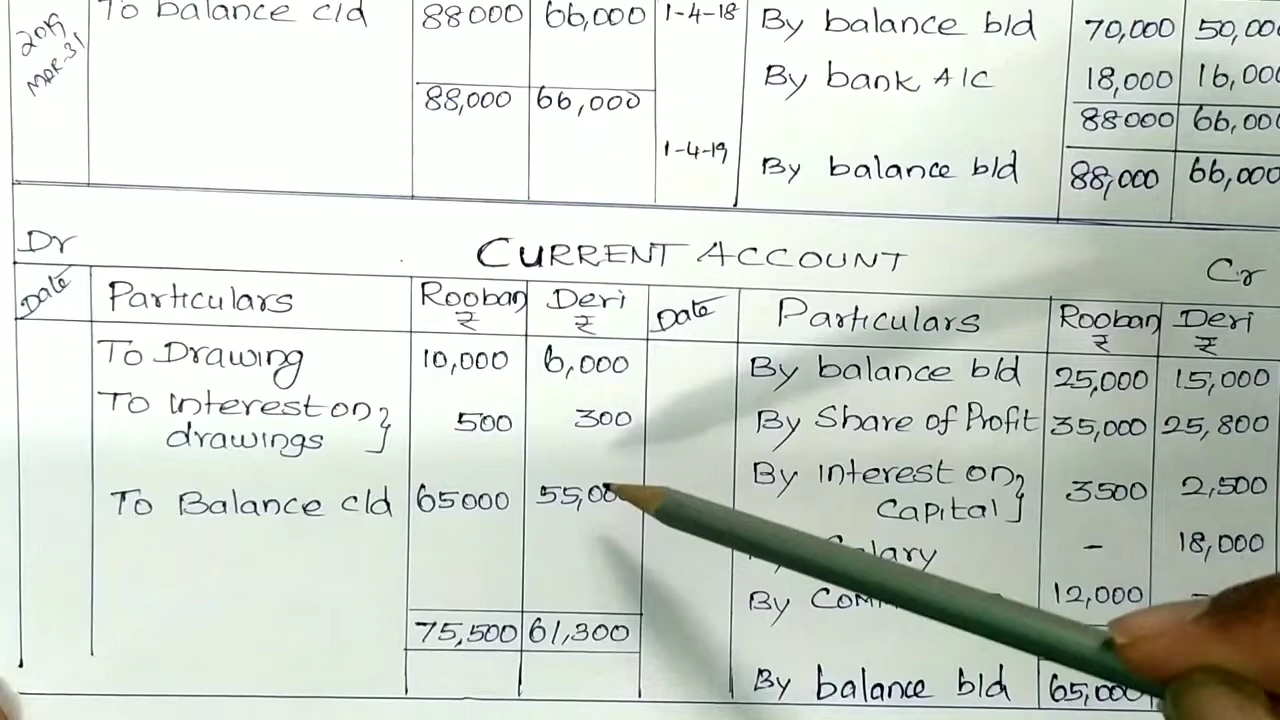 To balance c/d 88000 66,000 1-4-18 By balance b/d 70,000 50,00
2019 MAR-31
By bank A/C 18,000 16,00
88,000 66,000 88000 66,00
1-4-19 By balance b/d 88,000 66,000
Dr CURRENT ACCOUNT Cr
Date Particulars Rooban ₹ Deri ₹ Date Particulars Rooban ₹ Deri ₹
To Drawing 10,000 6,000 By balance b/d 25,000 15,000
To Interest on drawings } 500 300 By Share of Profit 35,000 25,800
To Balance c/d 65000 55,00 By Interest on Capital } 3500 2,500
Salary - 18,000
By Comm 12,000 -
75,500 61,300
By balance b/d 65,000